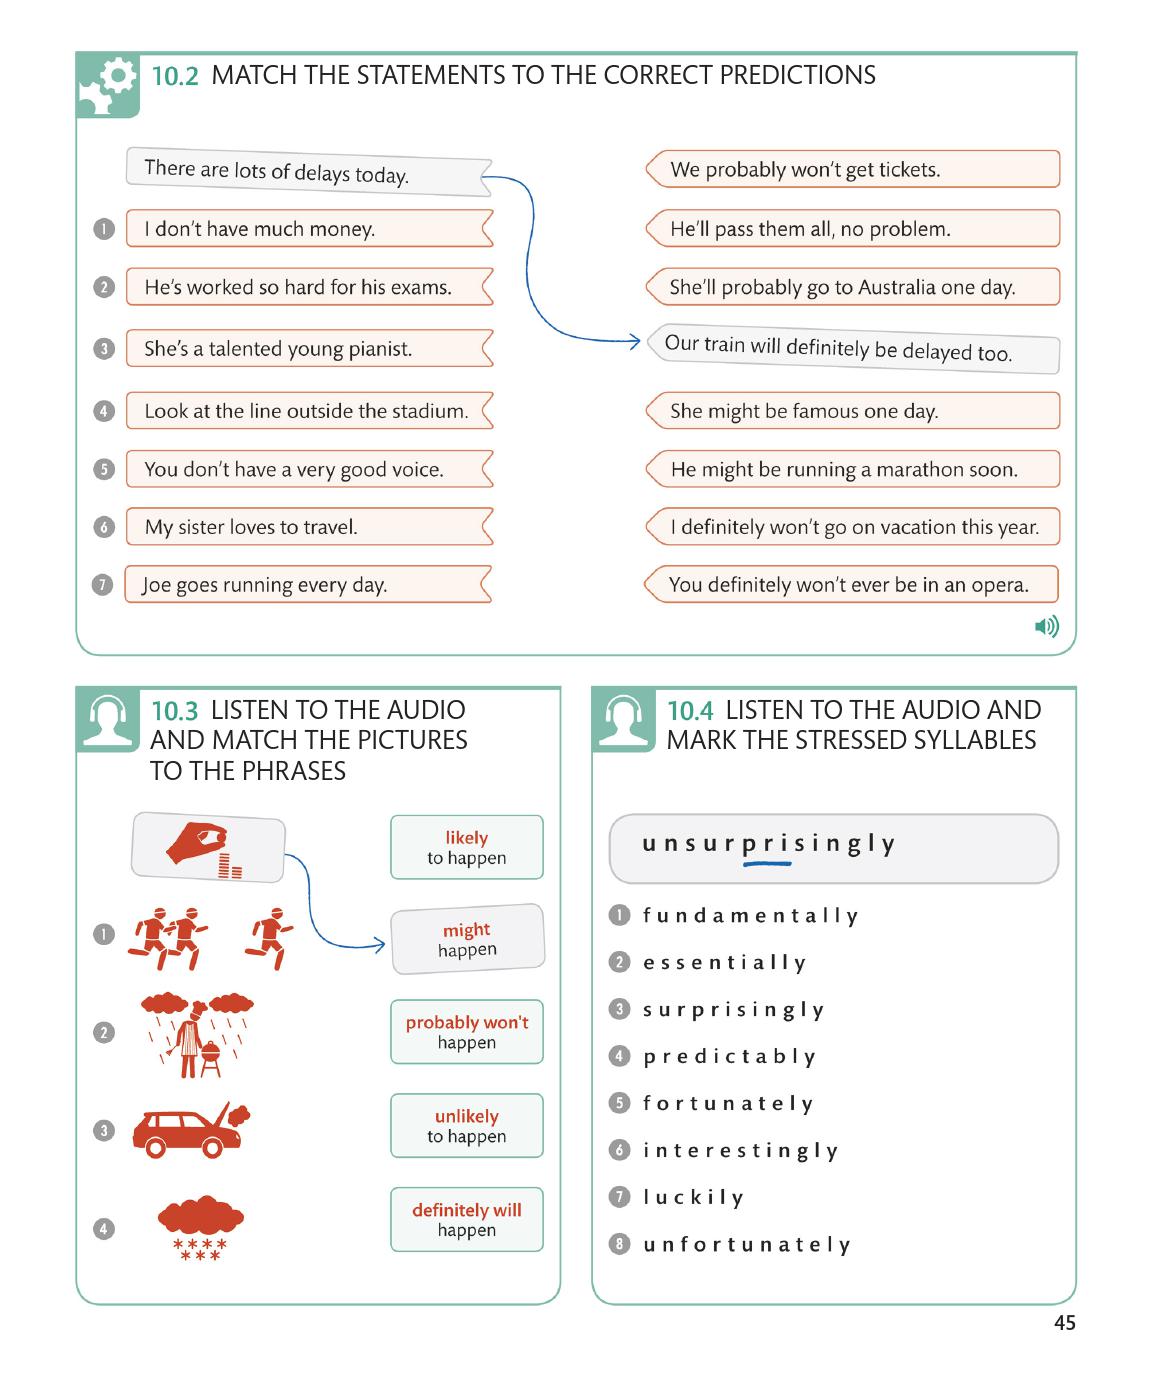 10.2 MATCH THE STATEMENTS TO THE CORRECT PREDICTIONS
There are lots of delays today.
1 I don't have much money.
2 He's worked so hard for his exams.
3 She's a talented young pianist.
4 Look at the line outside the stadium.
5 You don't have a very good voice.
6 My sister loves to travel.
7 Joe goes running every day.
We probably won't get tickets.
He'll pass them all, no problem.
She'll probably go to Australia one day.
Our train will definitely be delayed too.
She might be famous one day.
He might be running a marathon soon.
I definitely won't go on vacation this year.
You definitely won't ever be in an opera.
10.3 LISTEN TO THE AUDIO
AND MATCH THE PICTURES
TO THE PHRASES
1
2
3
4
likely
to happen
might
happen
probably won't
happen
unlikely
to happen
definitely will
happen
10.4 LISTEN TO THE AUDIO AND
MARK THE STRESSED SYLLABLES
unsurprisingly
1 fundamentally
2 essentially
3 surprisingly
4 predictably
5 fortunately
6 interestingly
7 luckily
8 unfortunately
45